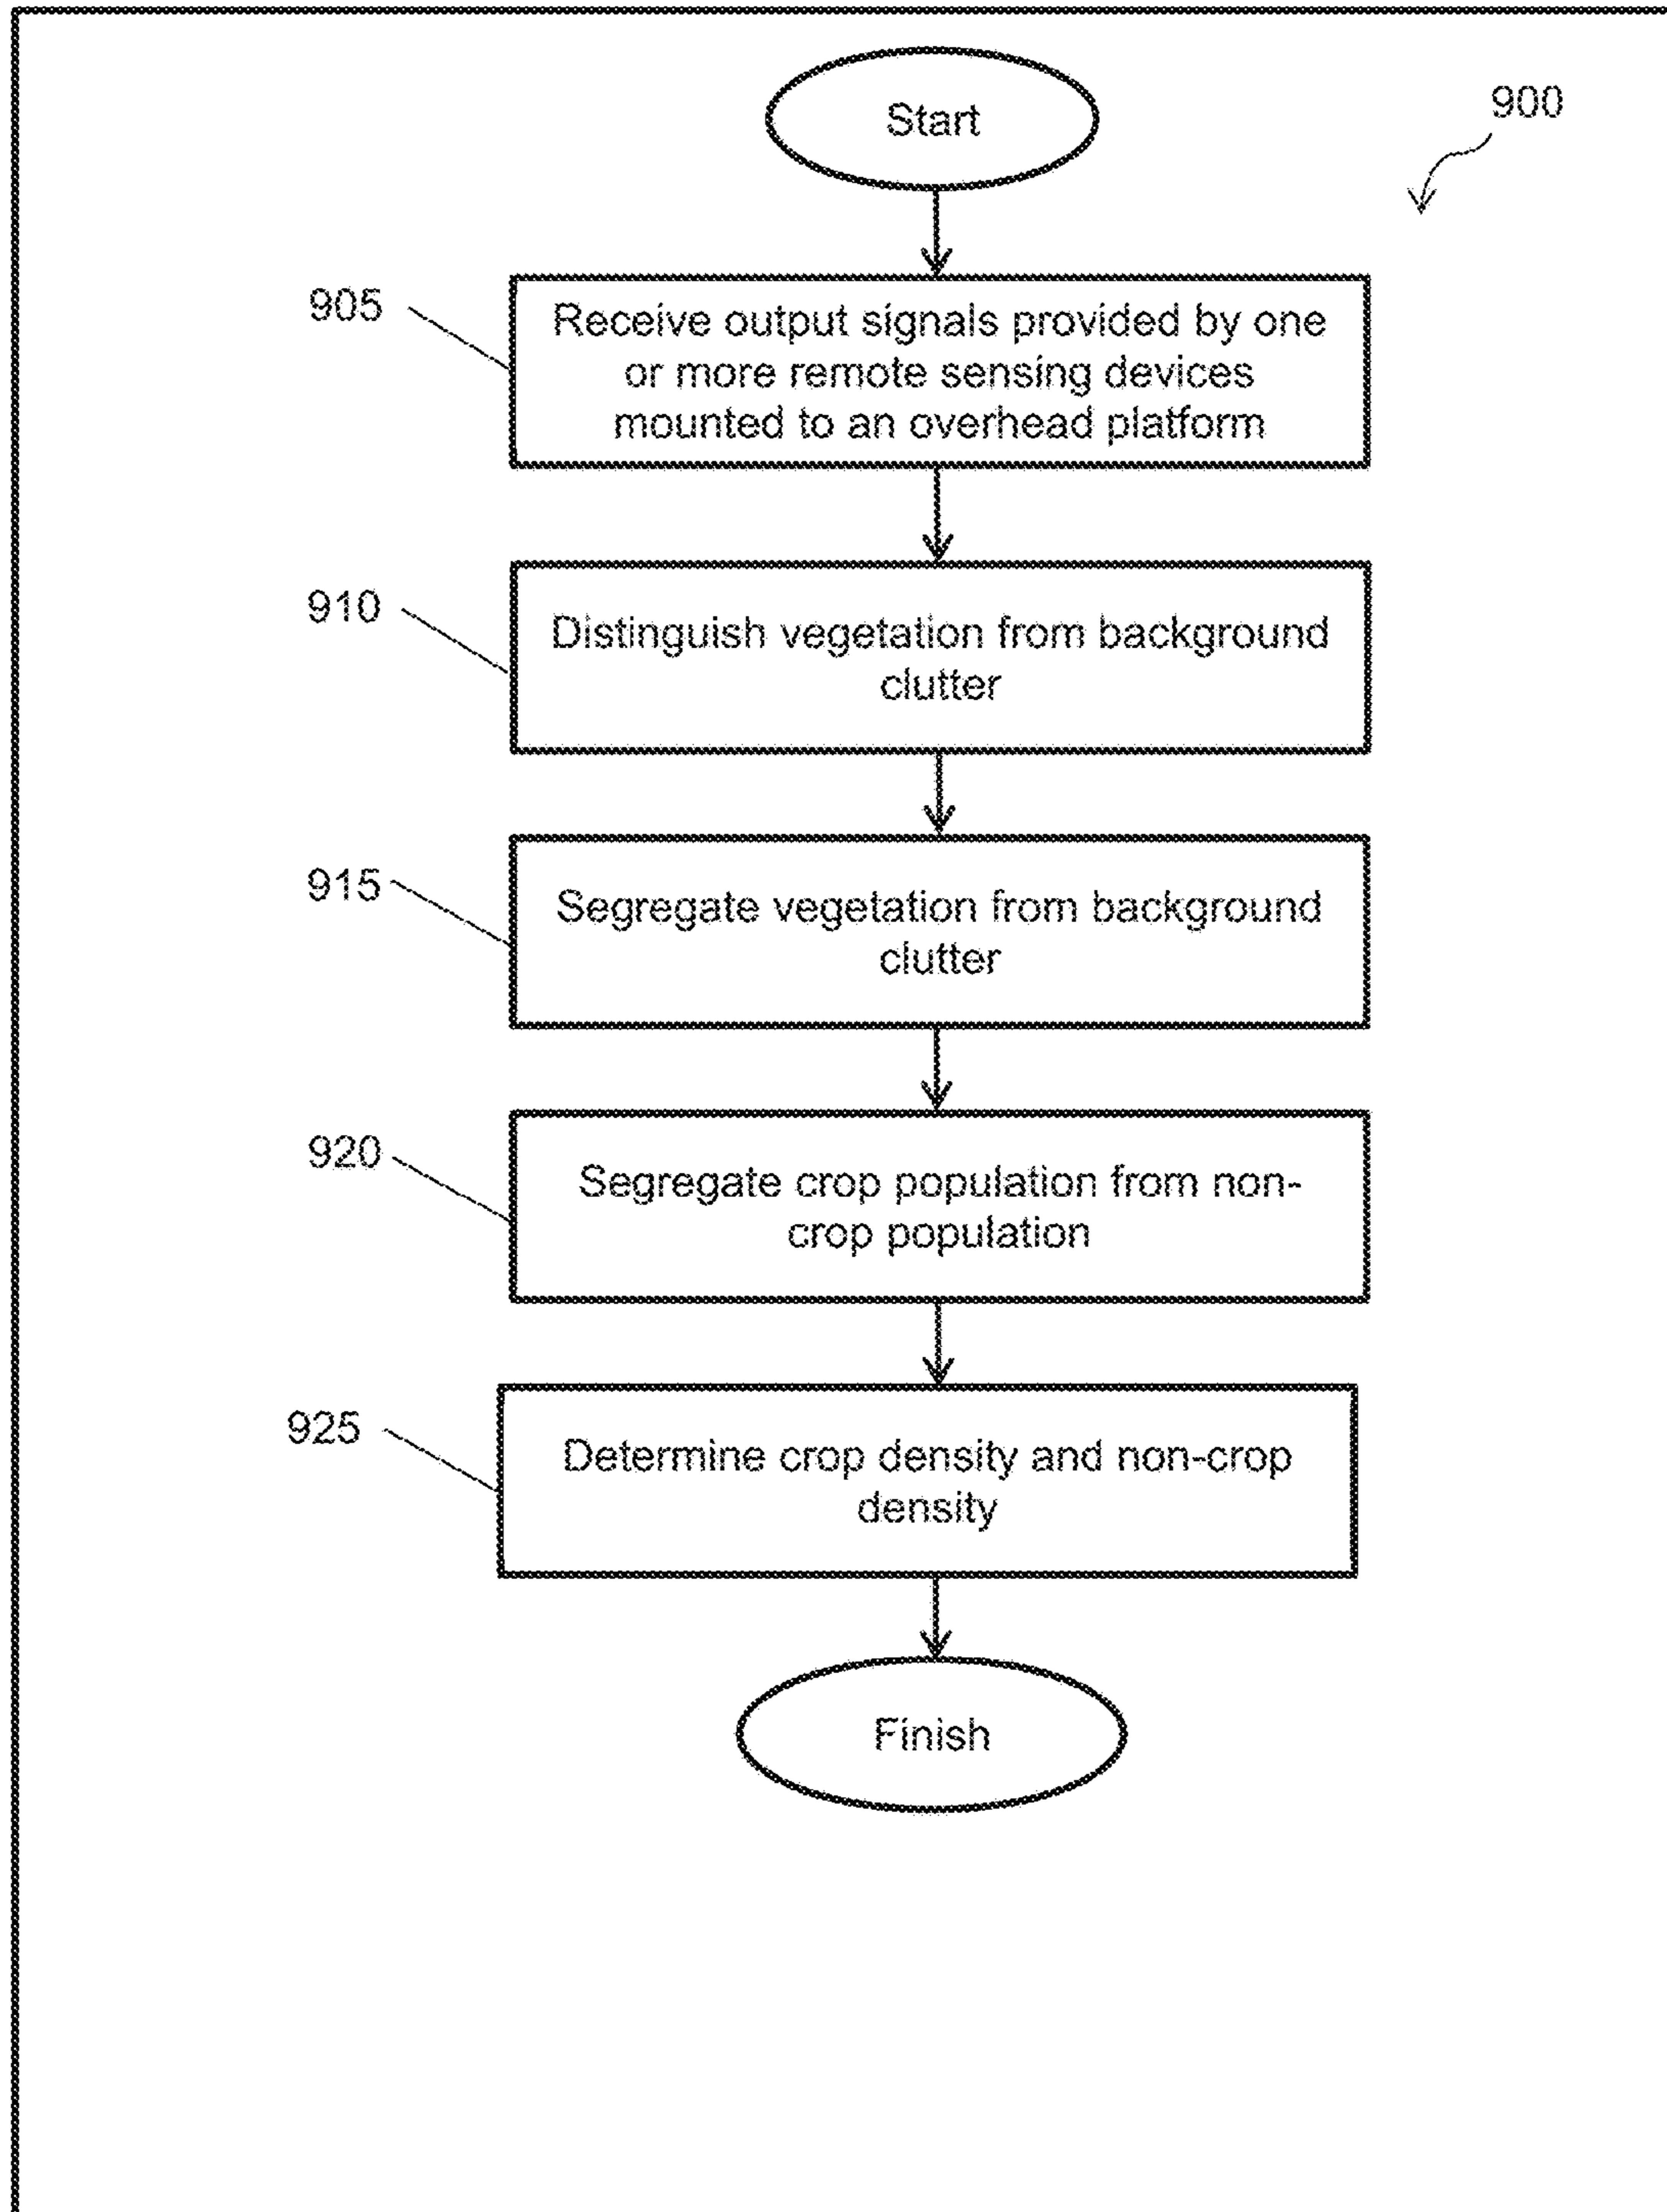 Start
900
905
Receive output signals provided by one
or more remote sensing devices
mounted to an overhead platform
910
Distinguish vegetation from background
clutter
915
Segregate vegetation from background
clutter
920
Segregate crop population from non-
crop population
925
Determine crop density and non-crop
density
Finish